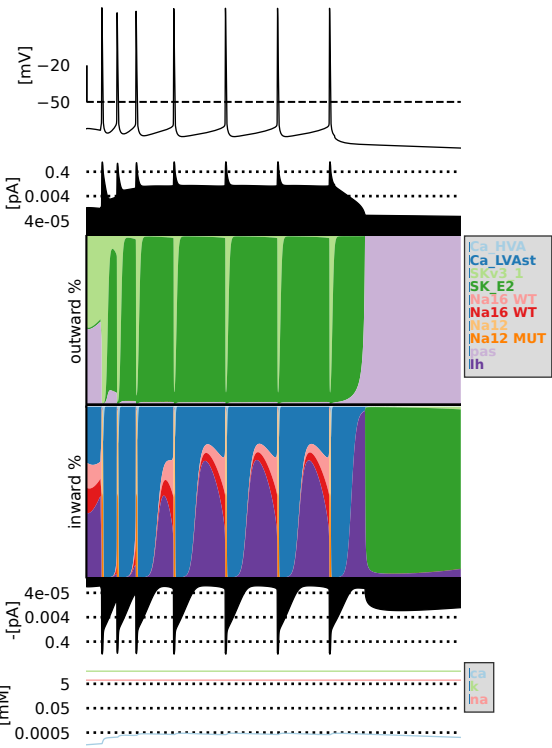 [mV]
−20
−50
[pA]
0.4
0.004
4e-05
outward %
Ca_HVA
Ca_LVAst
SKv3_1
SK_E2
Na16 WT
Na16 WT
Na12
Na12 MUT
pas
Ih
inward %
-[pA]
4e-05
0.004
0.4
[mM]
5
0.05
0.0005
ca
k
na